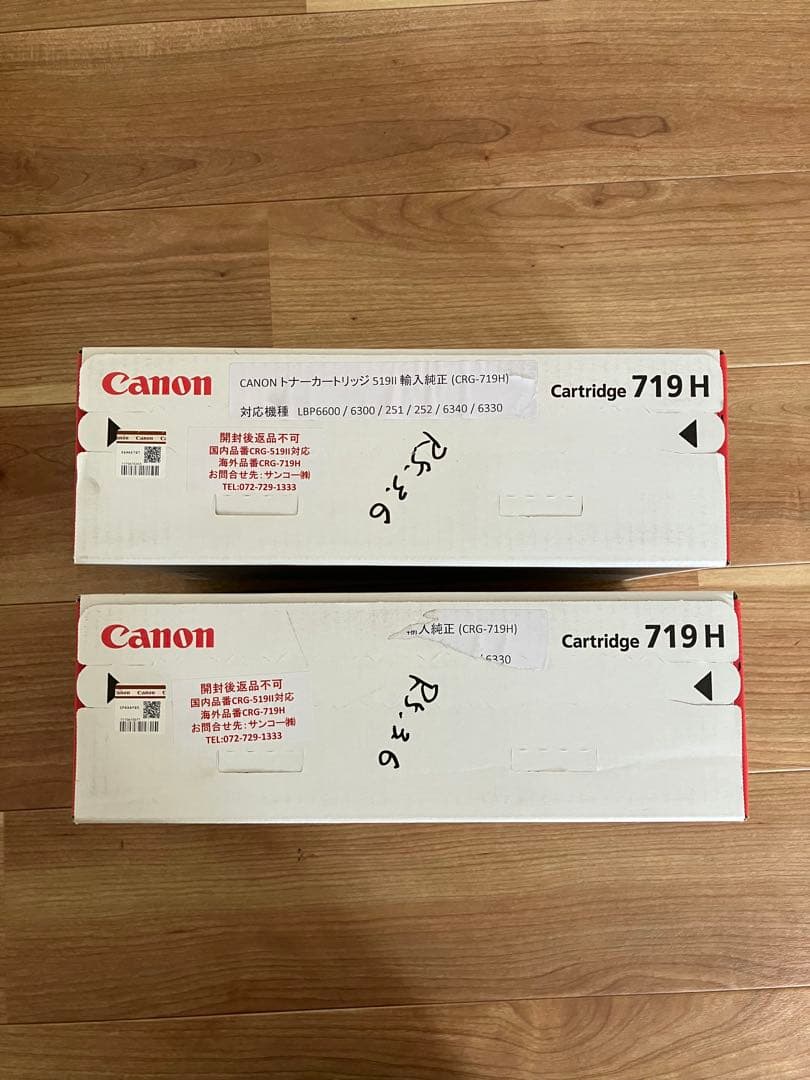 Canon
CANON トナーカートリッジ 519II 輸入純正 (CRG-719H)
対応機種 LBP6600 / 6300 / 251 / 252 / 6340 / 6330
Cartridge 719 H
Canon
開封後返品不可
国内品番CRG-519II対応
海外品番CRG-719H
お問合せ先：サンコー㈱
TEL:072-729-1333
R5.3.6
Canon
純正 (CRG-719H)
/ 6330
Cartridge 719 H
Canon
開封後返品不可
国内品番CRG-519II対応
海外品番CRG-719H
お問合せ先：サンコー㈱
TEL:072-729-1333
R5.3.6